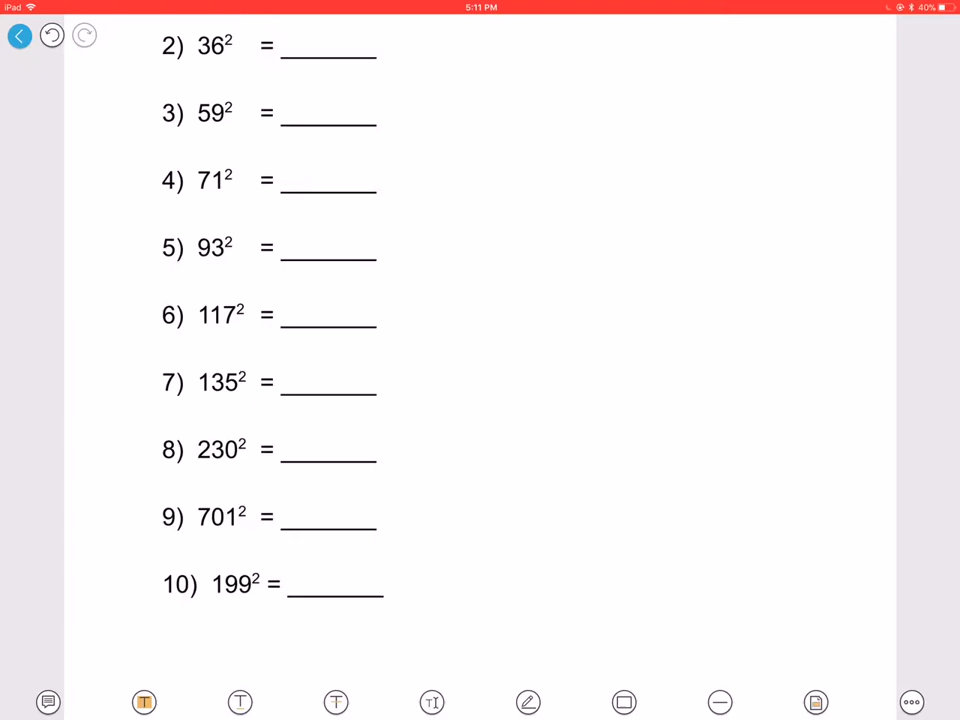 iPad 5:11 PM 40%
2) 36² = ________
3) 59² = ________
4) 71² = ________
5) 93² = ________
6) 117² = ________
7) 135² = ________
8) 230² = ________
9) 701² = ________
10) 199² = ________
T T T TI